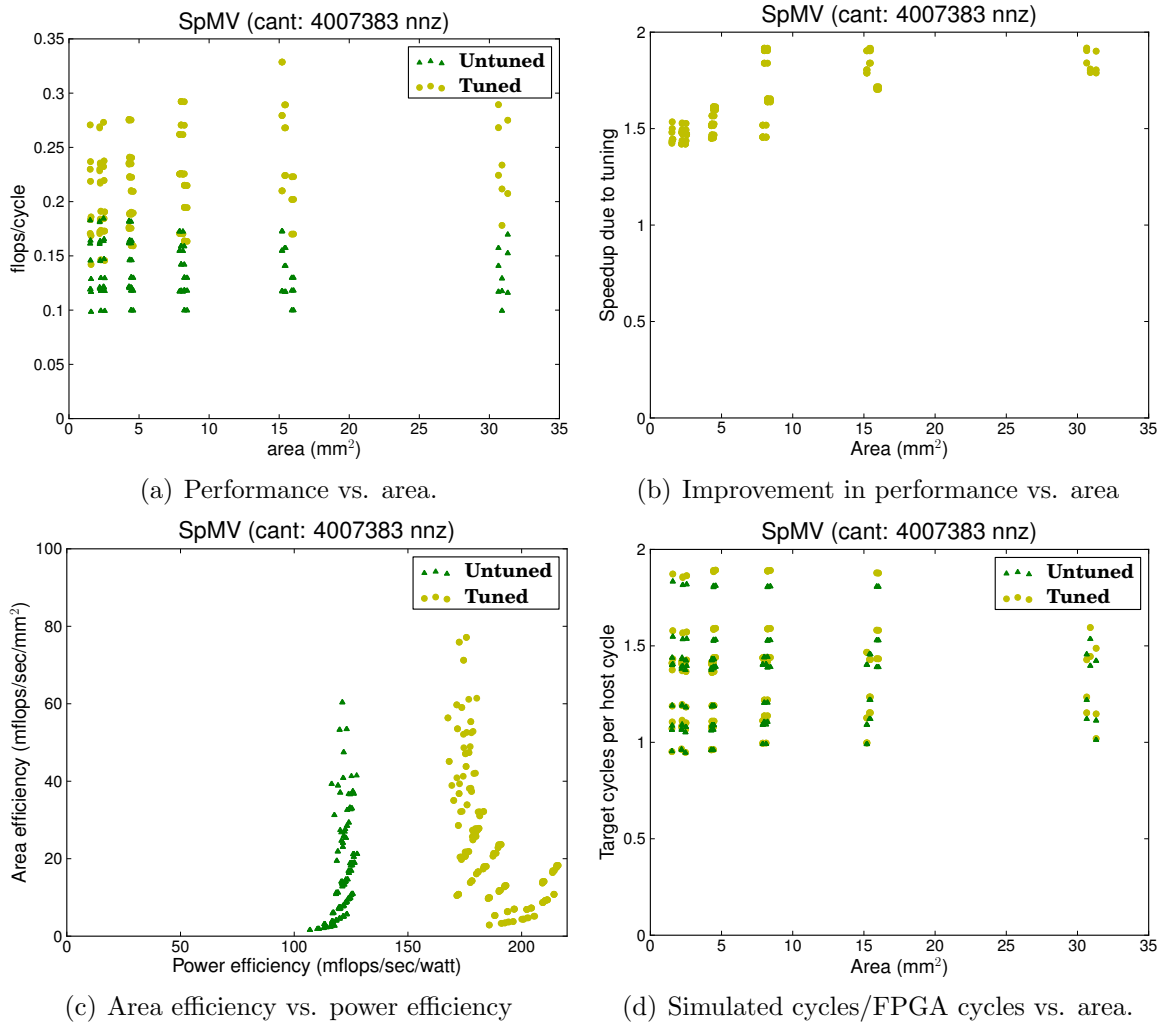 SpMV (cant: 4007383 nnz)
0.35
0.3
0.25
0.2
0.15
0.1
0.05
0
flops/cycle
Untuned
Tuned
0 5 10 15 20 25 30 35
area (mm²)
(a) Performance vs. area.
SpMV (cant: 4007383 nnz)
2
1.5
1
0.5
0
Speedup due to tuning
0 5 10 15 20 25 30 35
Area (mm²)
(b) Improvement in performance vs. area
SpMV (cant: 4007383 nnz)
100
80
60
40
20
0
Area efficiency (mflops/sec/mm²)
Untuned
Tuned
0 50 100 150 200
Power efficiency (mflops/sec/watt)
(c) Area efficiency vs. power efficiency
SpMV (cant: 4007383 nnz)
2
1.5
1
0.5
0
Target cycles per host cycle
Untuned
Tuned
0 5 10 15 20 25 30 35
Area (mm²)
(d) Simulated cycles/FPGA cycles vs. area.